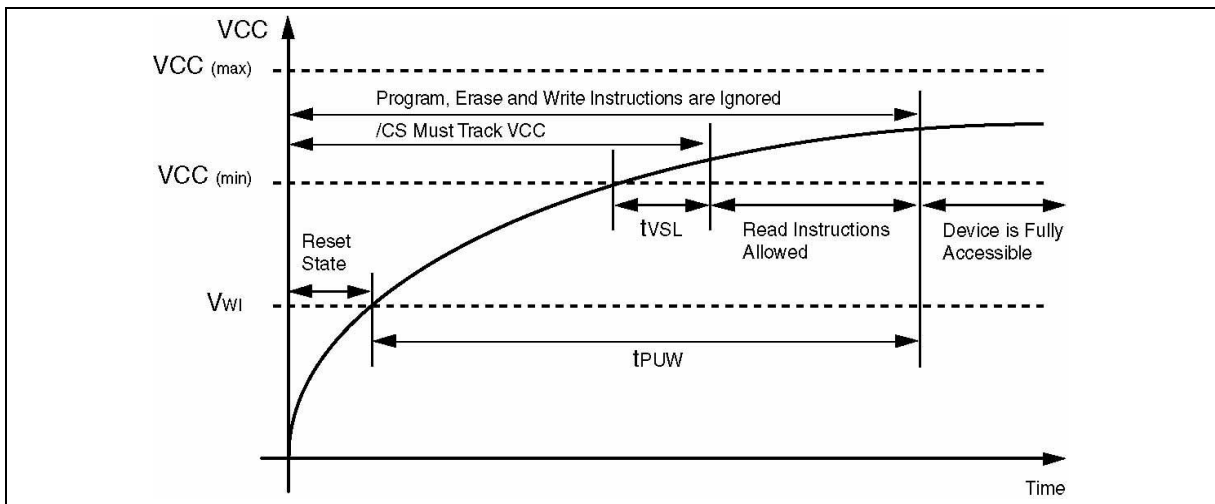 VCC
VCC (max)
Program, Erase and Write Instructions are Ignored
/CS Must Track VCC
VCC (min)
tVSL
Read Instructions
Allowed
Device is Fully
Accessible
Reset
State
VWI
tPUW
Time